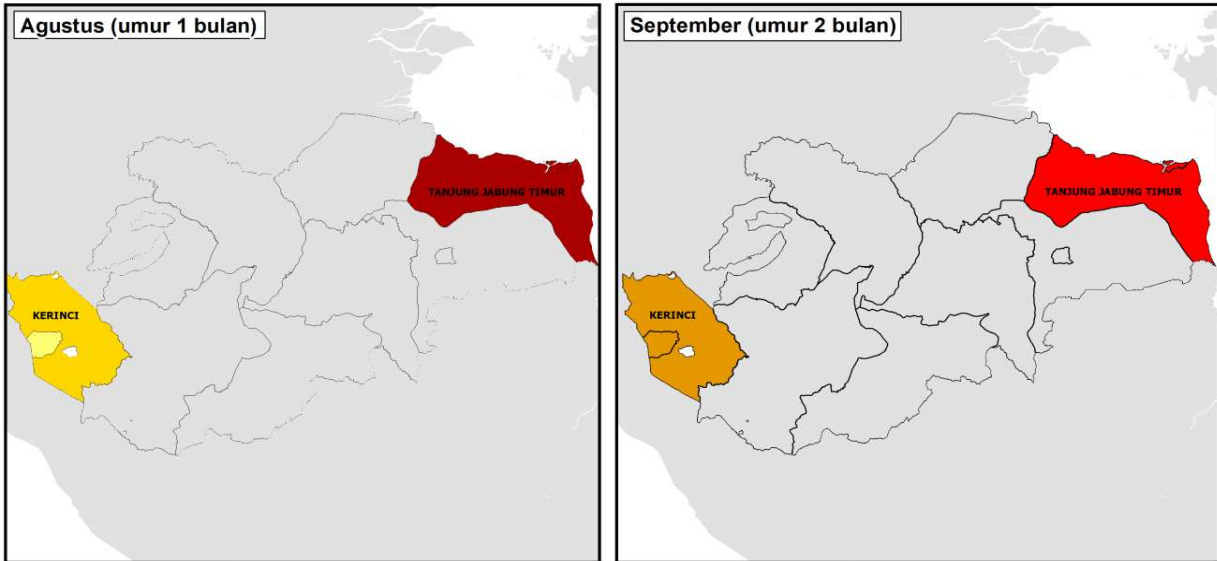 Agustus (umur 1 bulan)
TANJUNG JABUNG TIMUR
KERINCI
September (umur 2 bulan)
TANJUNG JABUNG TIMUR
KERINCI